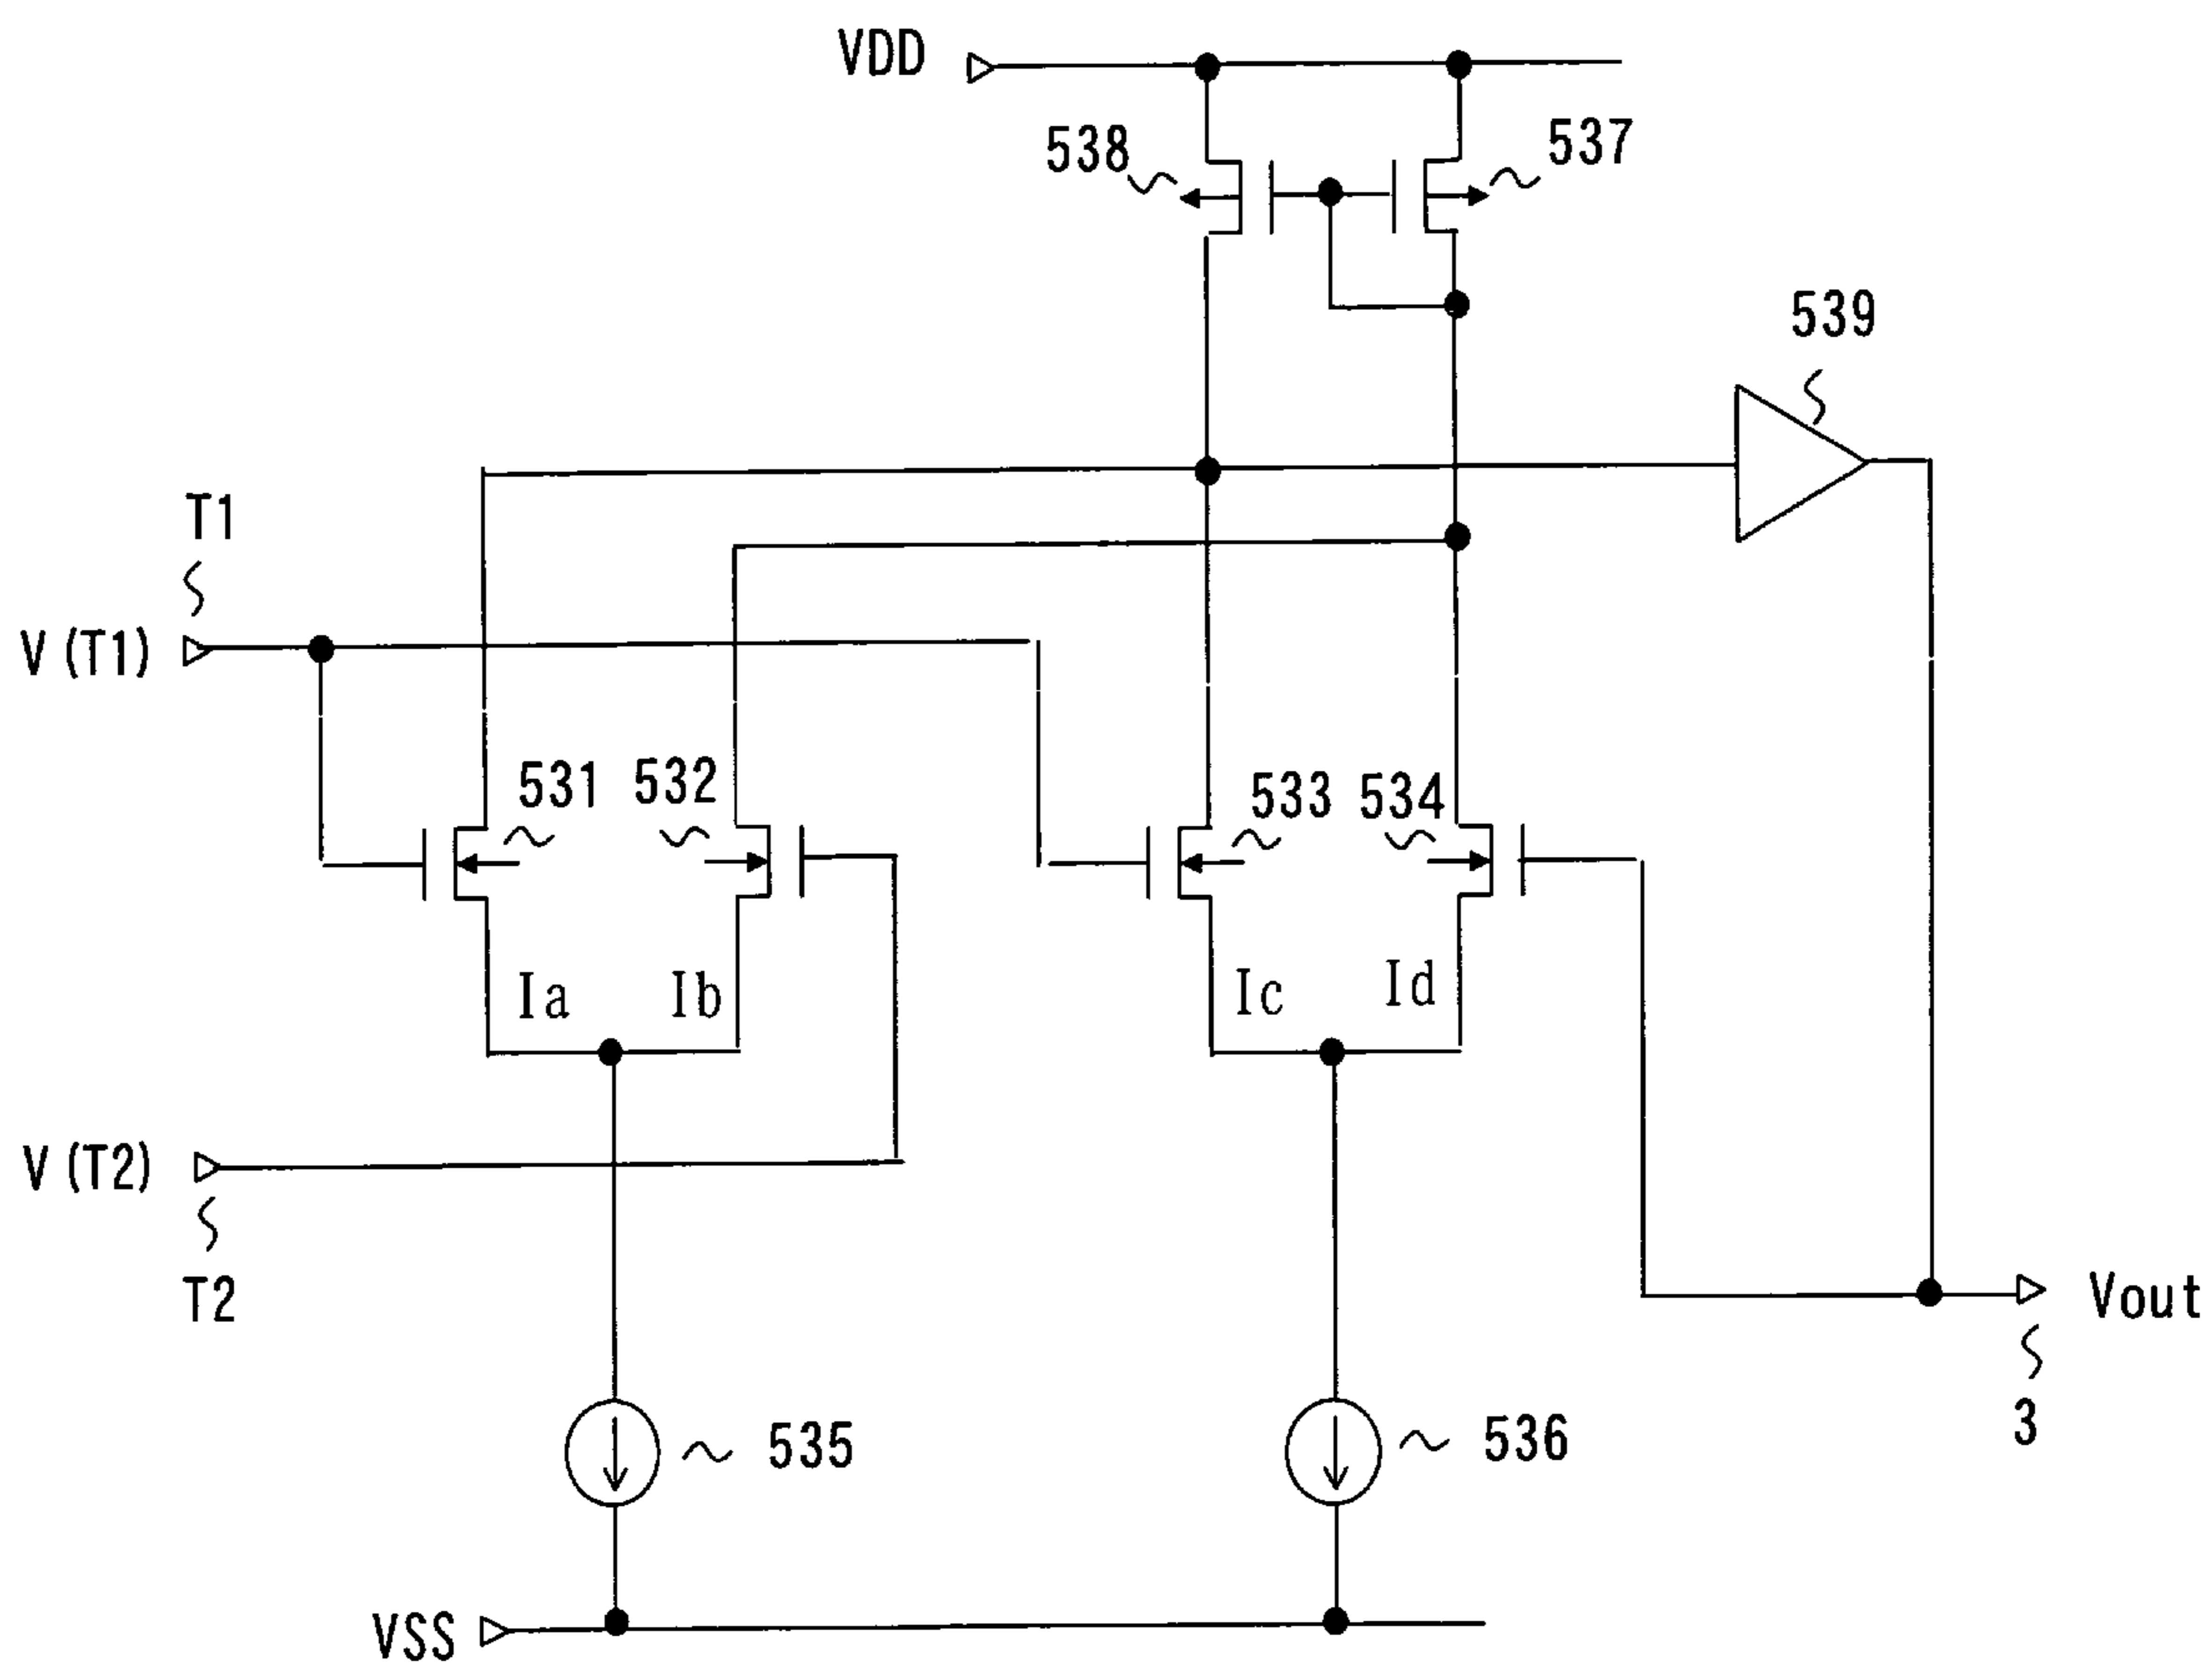 VDD
538
537
539
T1
V (T1)
531
532
533
534
Ia
Ib
Ic
Id
V (T2)
T2
Vout
3
535
536
VSS